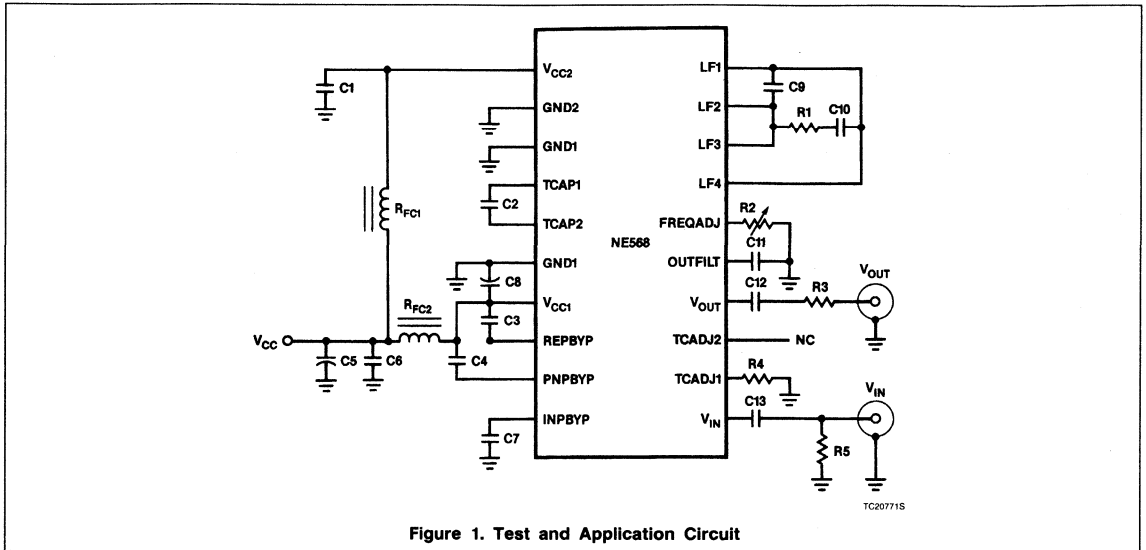 C1
VCC2
GND2
GND1
TCAP1
C2
TCAP2
GND1
C8
VCC1
C3
REPBYP
PNPBYP
INPBYP
C7
RFC1
RFC2
VCC
C5
C6
C4
NE568
LF1
C9
LF2
R1
C10
LF3
LF4
FREQADJ
R2
C11
OUTFILT
C12
VOUT
R3
VOUT
TCADJ2
NC
R4
TCADJ1
C13
VIN
VIN
R5
TC20771S
Figure 1. Test and Application Circuit